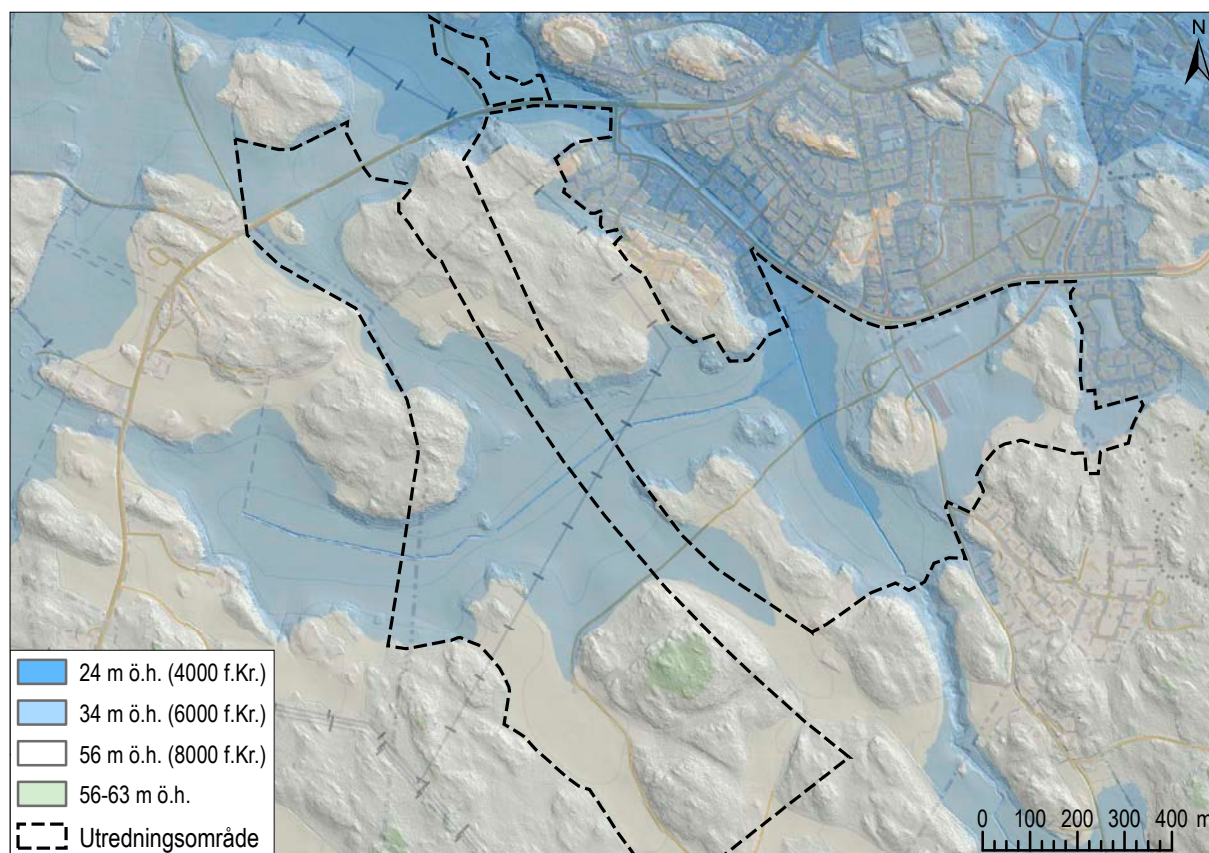 N
24 m ö.h. (4000 f.Kr.)
34 m ö.h. (6000 f.Kr.)
56 m ö.h. (8000 f.Kr.)
56-63 m ö.h.
Utredningsområde
0 100 200 300 400 m